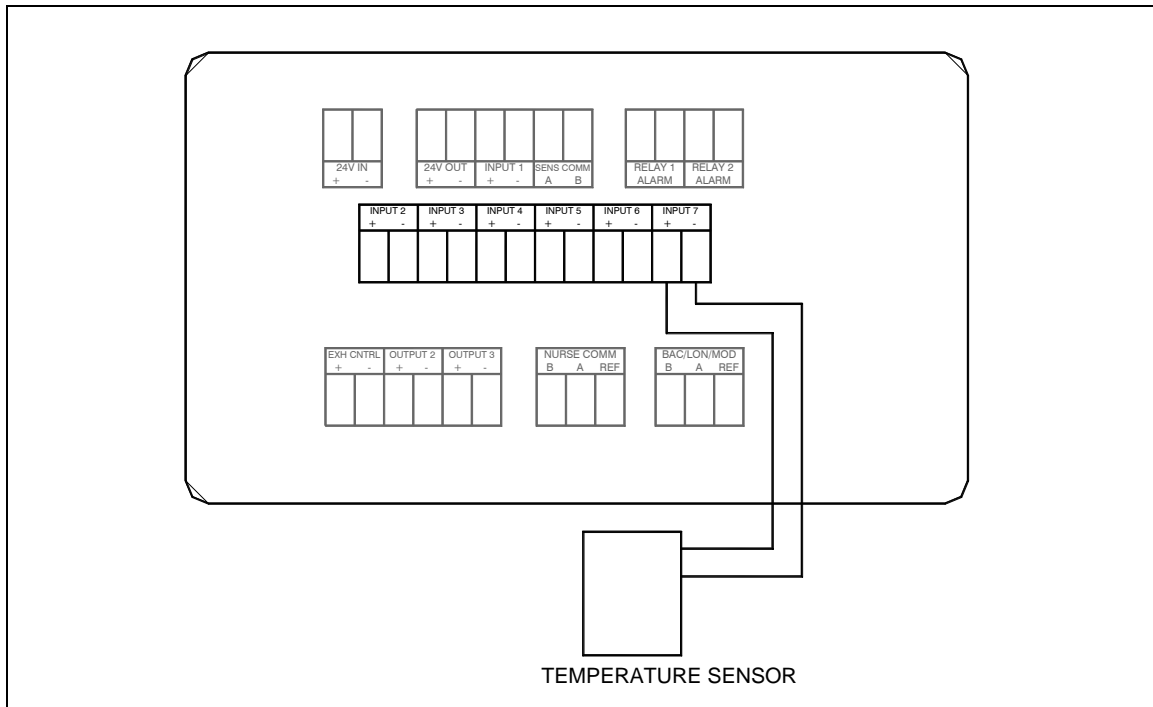 24V IN 24V OUT INPUT 1 SENS COMM RELAY 1 RELAY 2
+ - + - + - A B ALARM ALARM
INPUT 2 INPUT 3 INPUT 4 INPUT 5 INPUT 6 INPUT 7
+ - + - + - + - + - + -
EXH CNTRL OUTPUT 2 OUTPUT 3 NURSE COMM BAC/LON/MOD
+ - + - + - B A REF B A REF
TEMPERATURE SENSOR